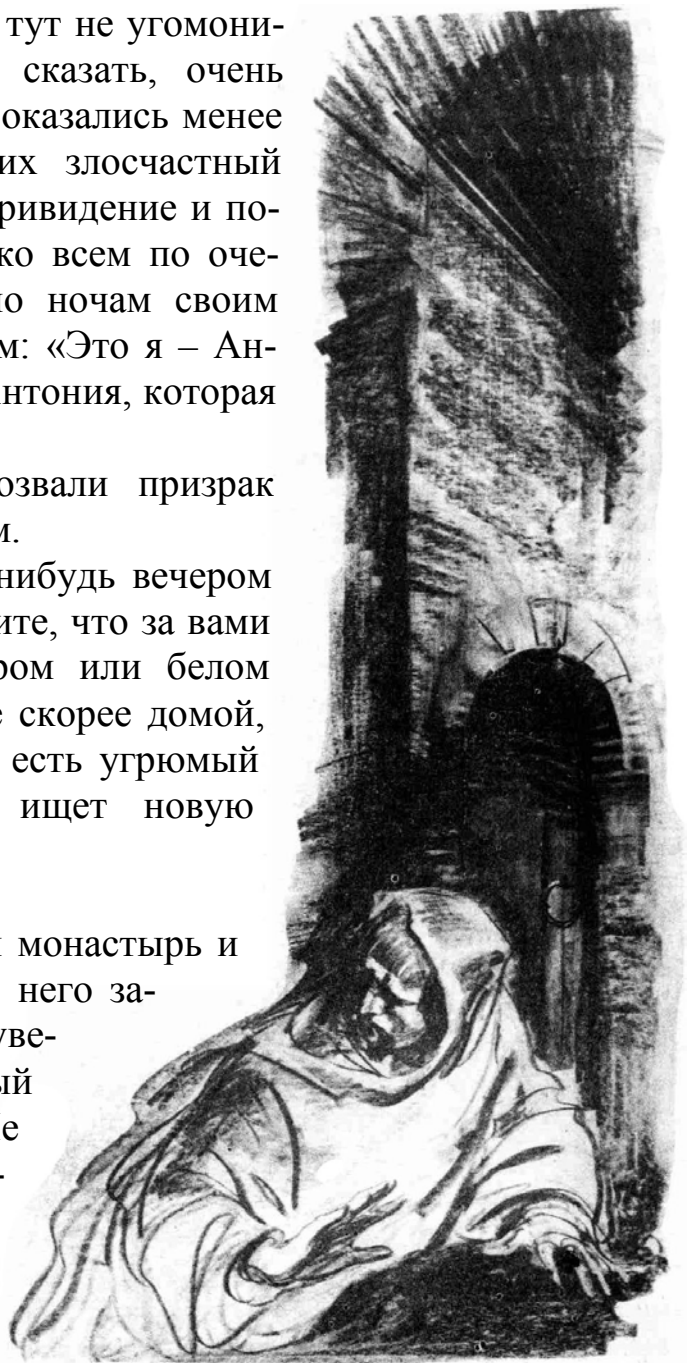 тут не угомони-
сказать, очень
оказались менее
их злосчастный
ривидение и по-
ко всем по оче-
о ночам своим
м: «Это я – Ан-
нтония, которая
озвали призрак
м.
нибудь вечером
ите, что за вами
ром или белом
е скорее домой,
есть угрюмый
ищет новую
и монастырь и
него за-
уве-
ый
е
-